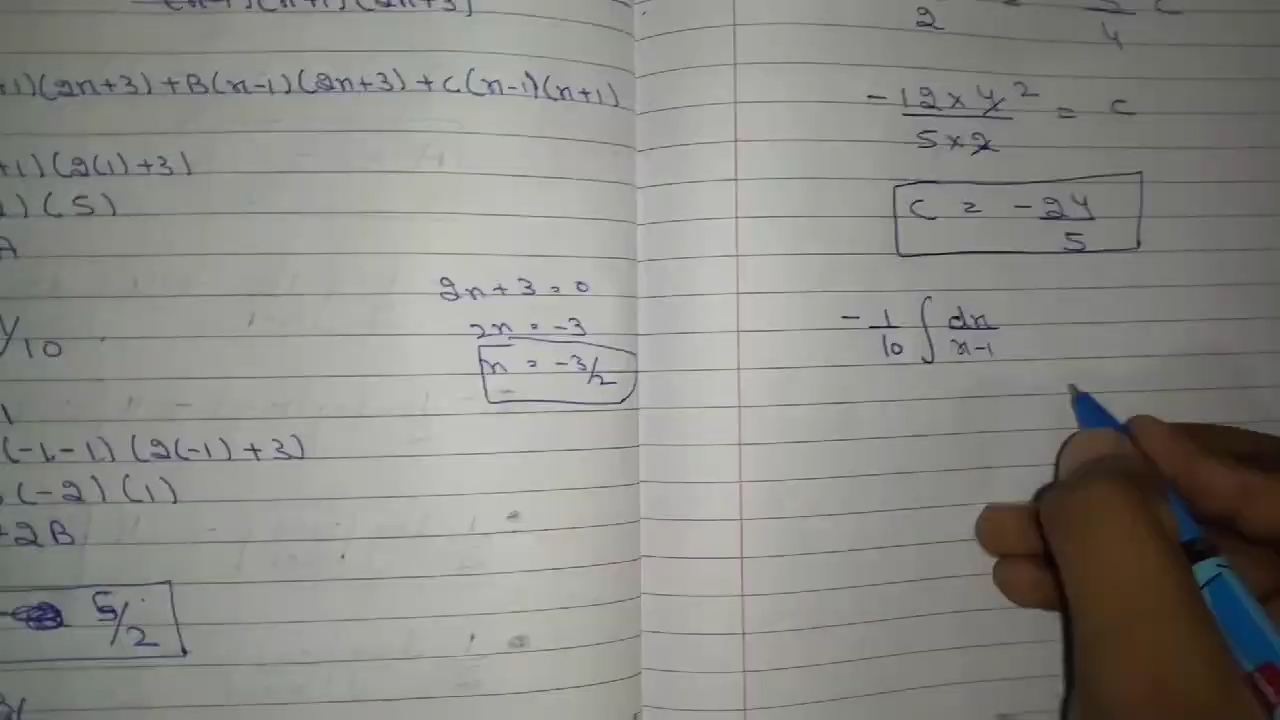 +1)(2n+3)+B(n-1)(2n+3)+C(n-1)(n+1)
+1)(2(1)+3)
)(5)
A
2n+3=0
2n = -3
n = -3/2
/10
(-1-1)(2(-1)+3)
(-2)(1)
+2B
5/2
2
4
-12×4 2 = C
5×2
C = -24
5
- 1 ∫ dn
10 n-1